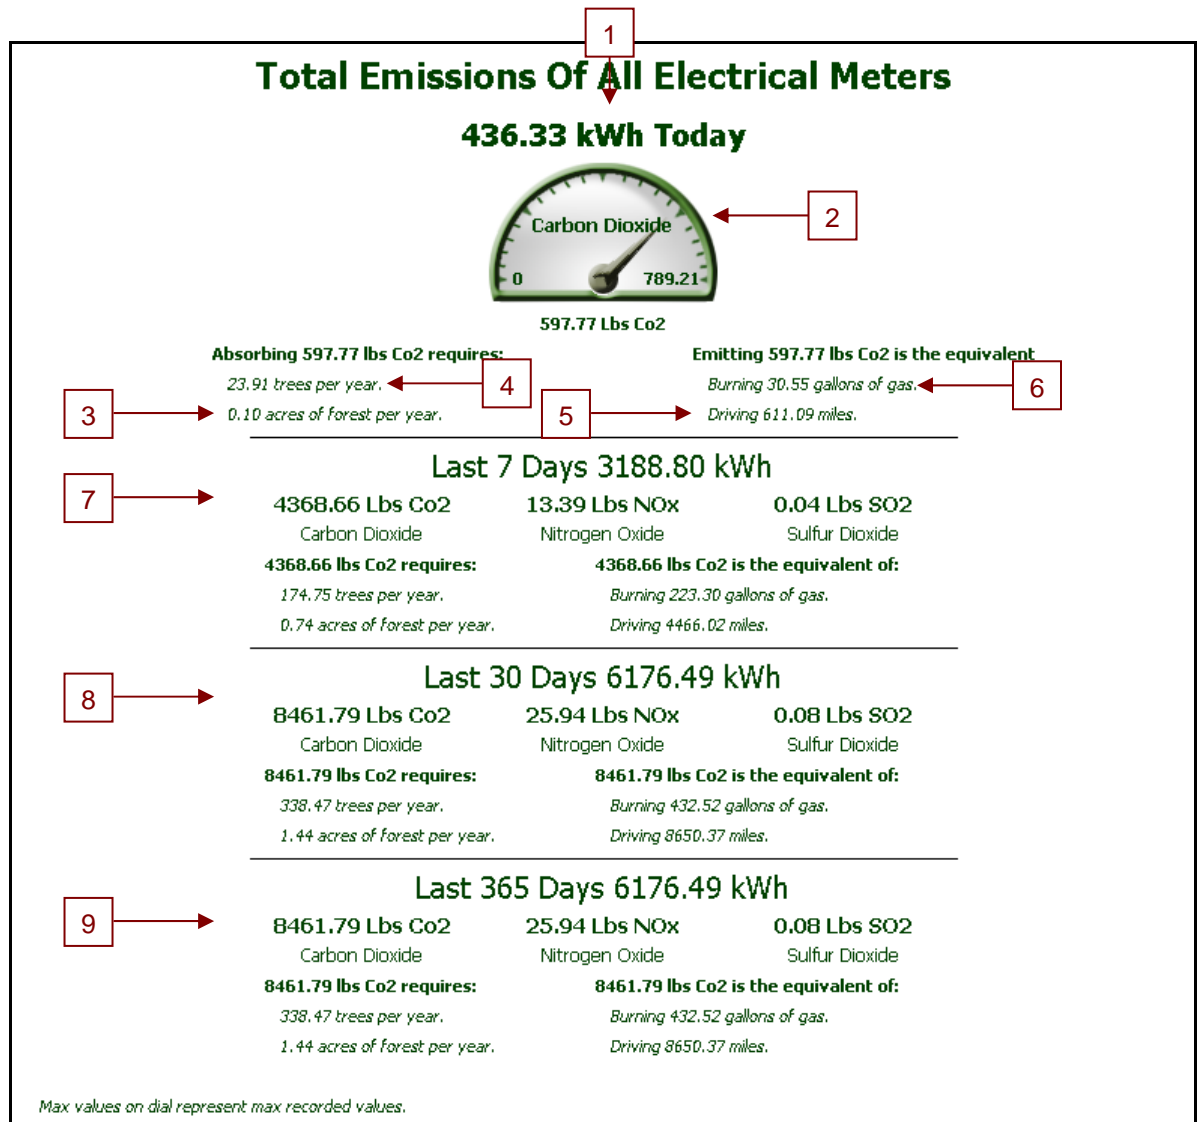 1
Total Emissions Of All Electrical Meters
436.33 kWh Today
2
Carbon Dioxide
0 789.21
597.77 Lbs Co2
Absorbing 597.77 lbs Co2 requires: Emitting 597.77 lbs Co2 is the equivalent
23.91 trees per year. 4 Burning 30.55 gallons of gas. 6
3 0.10 acres of forest per year. 5 Driving 611.09 miles.
Last 7 Days 3188.80 kWh
7 4368.66 Lbs Co2 13.39 Lbs NOx 0.04 Lbs SO2
Carbon Dioxide Nitrogen Oxide Sulfur Dioxide
4368.66 lbs Co2 requires: 4368.66 lbs Co2 is the equivalent of:
174.75 trees per year. Burning 223.30 gallons of gas.
0.74 acres of forest per year. Driving 4466.02 miles.
Last 30 Days 6176.49 kWh
8 8461.79 Lbs Co2 25.94 Lbs NOx 0.08 Lbs SO2
Carbon Dioxide Nitrogen Oxide Sulfur Dioxide
8461.79 lbs Co2 requires: 8461.79 lbs Co2 is the equivalent of:
338.47 trees per year. Burning 432.52 gallons of gas.
1.44 acres of forest per year. Driving 8650.37 miles.
Last 365 Days 6176.49 kWh
9 8461.79 Lbs Co2 25.94 Lbs NOx 0.08 Lbs SO2
Carbon Dioxide Nitrogen Oxide Sulfur Dioxide
8461.79 lbs Co2 requires: 8461.79 lbs Co2 is the equivalent of:
338.47 trees per year. Burning 432.52 gallons of gas.
1.44 acres of forest per year. Driving 8650.37 miles.
Max values on dial represent max recorded values.